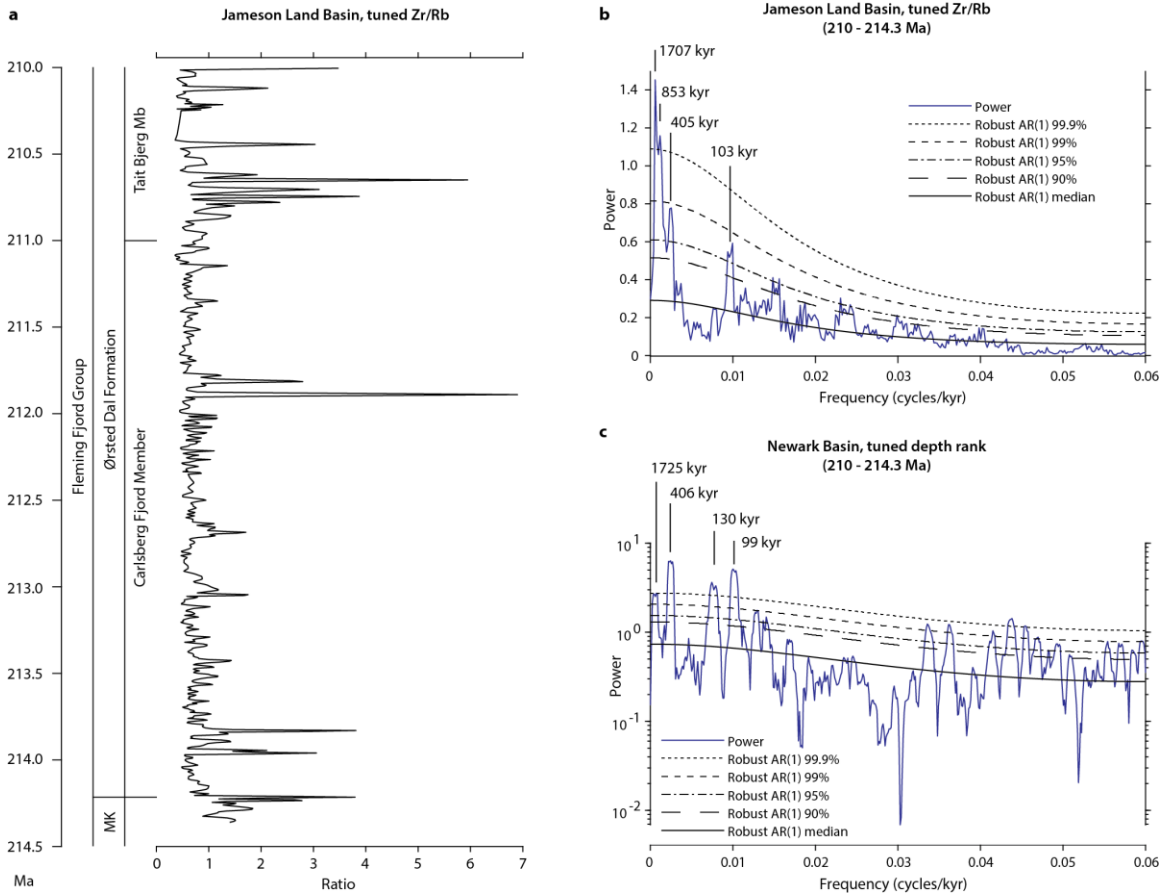 a
Jameson Land Basin, tuned Zr/Rb
0 1 2 3 4 5 6 7
210.0
210.5
211.0
211.5
212.0
212.5
213.0
213.5
214.0
214.5
Ma
Fleming Fjord Group
MK
Ørsted Dal Formation
Carlsberg Fjord Member
Tait Bjerg Mb
Ratio
b
Jameson Land Basin, tuned Zr/Rb
(210 - 214.3 Ma)
1707 kyr
853 kyr
405 kyr
103 kyr
Power
Robust AR(1) 99.9%
Robust AR(1) 99%
Robust AR(1) 95%
Robust AR(1) 90%
Robust AR(1) median
Power
1.4
1.2
1.0
0.8
0.6
0.4
0.2
0
0 0.01 0.02 0.03 0.04 0.05 0.06
Frequency (cycles/kyr)
c
Newark Basin, tuned depth rank
(210 - 214.3 Ma)
1725 kyr
406 kyr
130 kyr
99 kyr
Power
10¹
10⁰
10⁻¹
10⁻²
Power
Robust AR(1) 99.9%
Robust AR(1) 99%
Robust AR(1) 95%
Robust AR(1) 90%
Robust AR(1) median
0 0.01 0.02 0.03 0.04 0.05 0.06
Frequency (cycles/kyr)